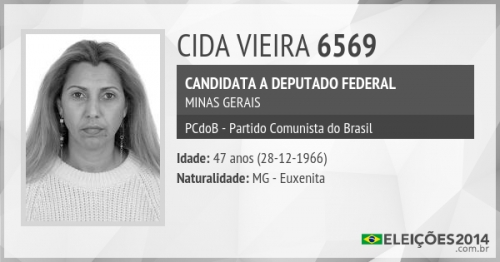 CIDA VIEIRA 6569
CANDIDATA A DEPUTADO FEDERAL
MINAS GERAIS
PCdoB - Partido Comunista do Brasil
Idade: 47 anos (28-12-1966)
Naturalidade: MG - Euxenita
ELEIÇÕES2014
.com.br